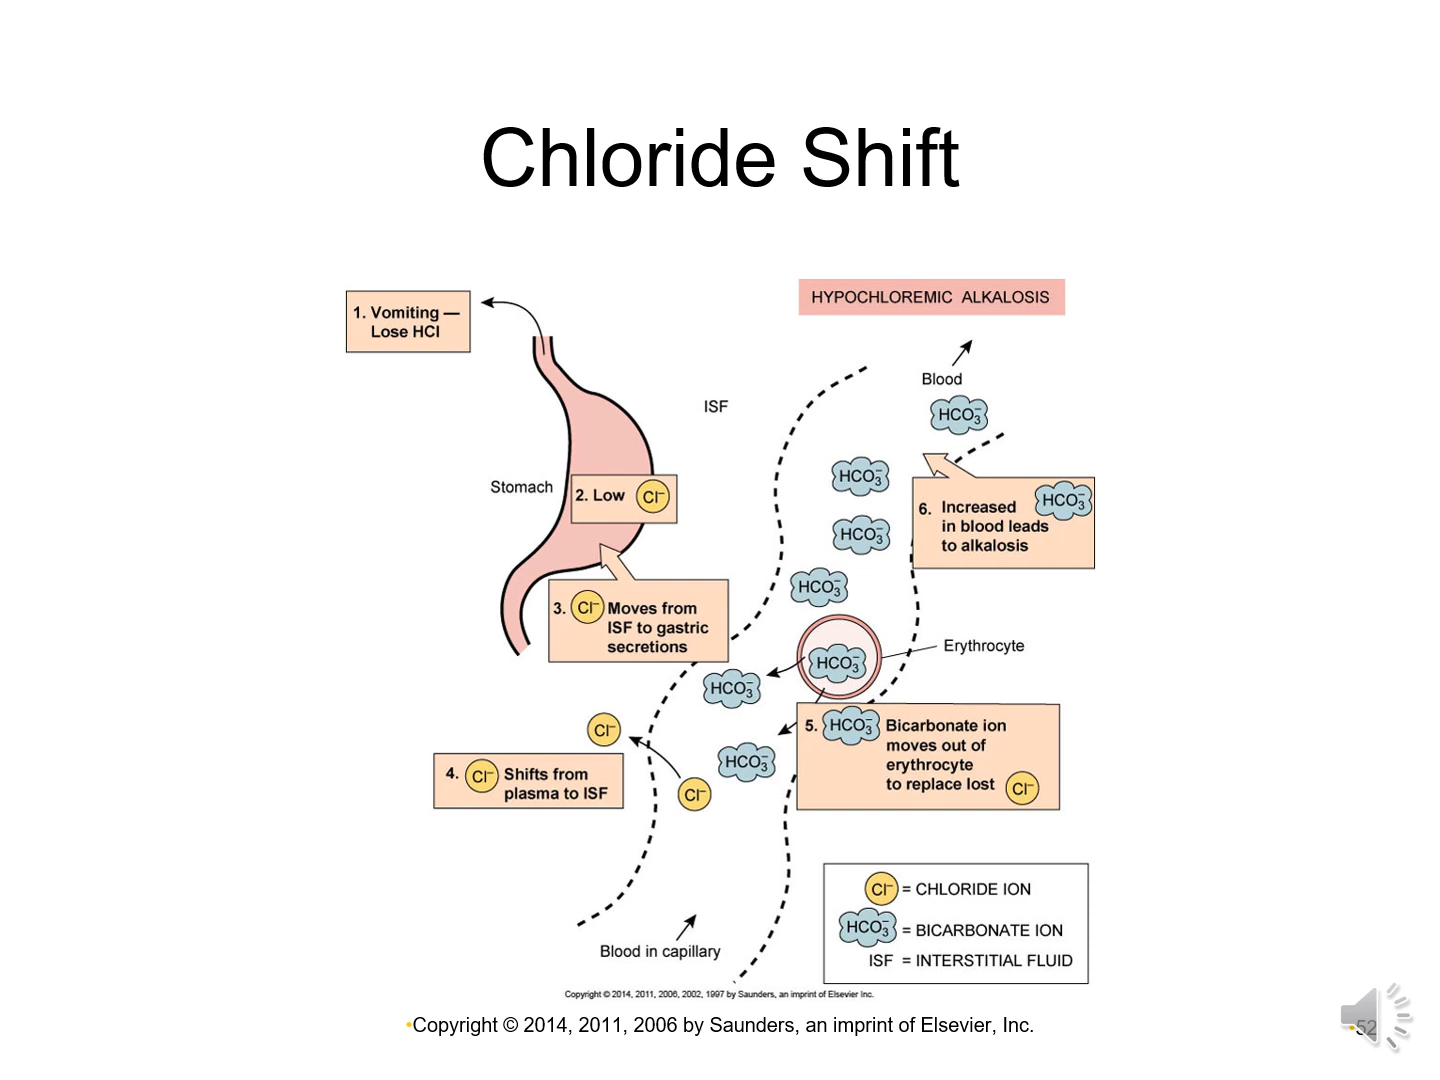 Chloride Shift
1. Vomiting —
Lose HCl
HYPOCHLOREMIC ALKALOSIS
Blood
HCO₃⁻
ISF
HCO₃⁻
Stomach
2. Low Cl⁻
HCO₃⁻
6. Increased HCO₃⁻
in blood leads
to alkalosis
HCO₃⁻
3. Cl⁻ Moves from
ISF to gastric
secretions
Erythrocyte
HCO₃⁻
HCO₃⁻
Cl⁻
4. Cl⁻ Shifts from
plasma to ISF
Cl⁻
HCO₃⁻
5. HCO₃⁻ Bicarbonate ion
moves out of
erythrocyte
to replace lost Cl⁻
Cl⁻ = CHLORIDE ION
HCO₃⁻ = BICARBONATE ION
ISF = INTERSTITIAL FLUID
Blood in capillary
Copyright © 2014, 2011, 2006, 2002, 1997 by Saunders, an imprint of Elsevier Inc.
•Copyright © 2014, 2011, 2006 by Saunders, an imprint of Elsevier, Inc.
•52